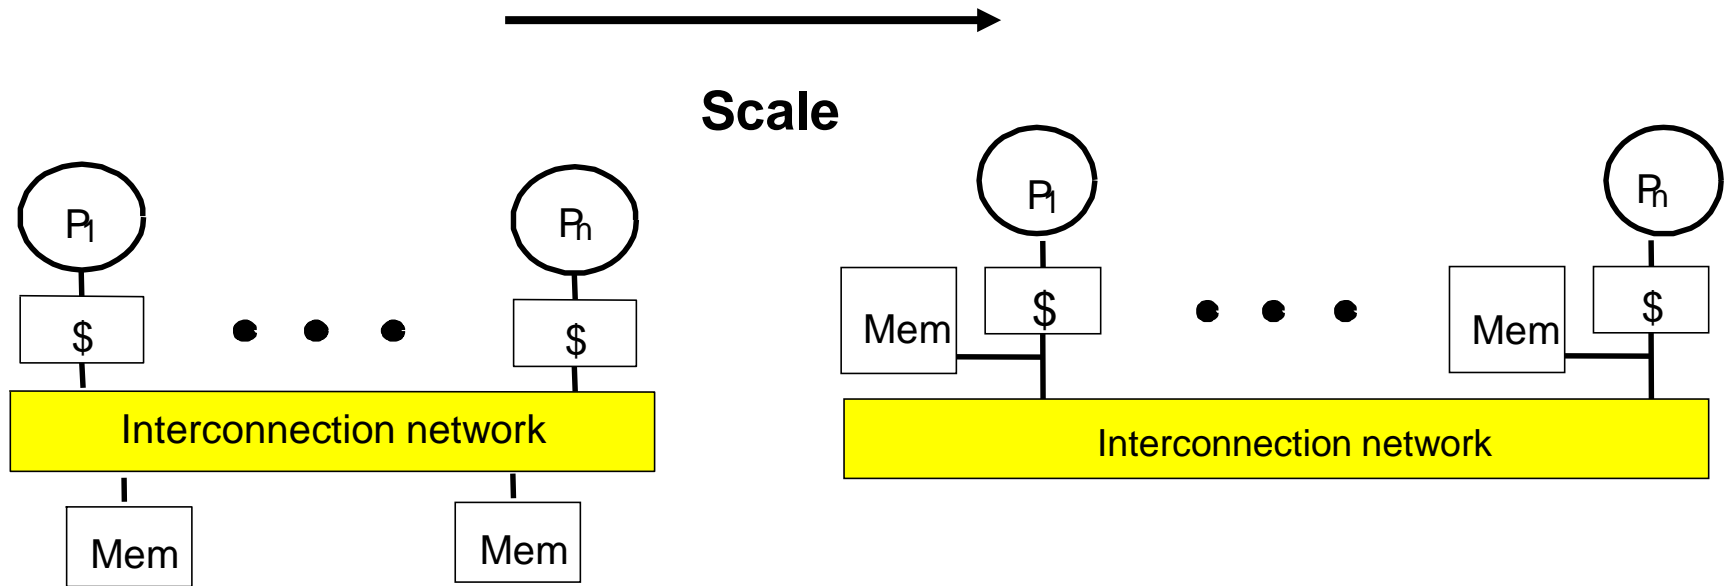 Scale
P1
Pn
$
$
Interconnection network
Mem
Mem
P1
Pn
Mem
$
Mem
$
Interconnection network